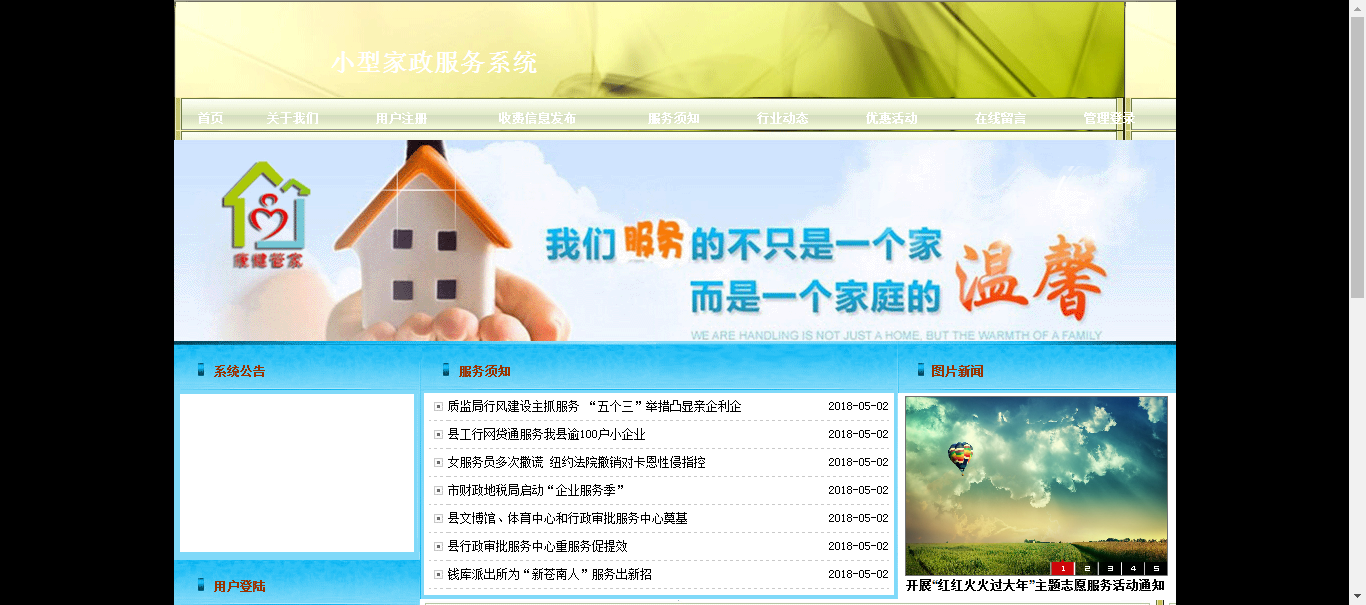 小型家政服务系统
首页 关于我们 用户注册 收费信息发布 服务须知 行业动态 优惠活动 在线留言 管理登录
康健管家
我们服务的不只是一个家
而是一个家庭的温馨
WE ARE HANDLING IS NOT JUST A HOME, BUT THE WARMTH OF A FAMILY
系统公告
服务须知
质监局行风建设主抓服务 “五个三”举措凸显亲企利企 2018-05-02
县工行网贷通服务我县逾100户小企业 2018-05-02
女服务员多次撒谎 纽约法院撤销对卡恩性侵指控 2018-05-02
市财政地税局启动“企业服务季” 2018-05-02
县文博馆、体育中心和行政审批服务中心奠基 2018-05-02
县行政审批服务中心重服务促提效 2018-05-02
钱库派出所为“新苍南人”服务出新招 2018-05-02
图片新闻
1 2 3 4 5
开展“红红火火过大年”主题志愿服务活动通知
用户登陆